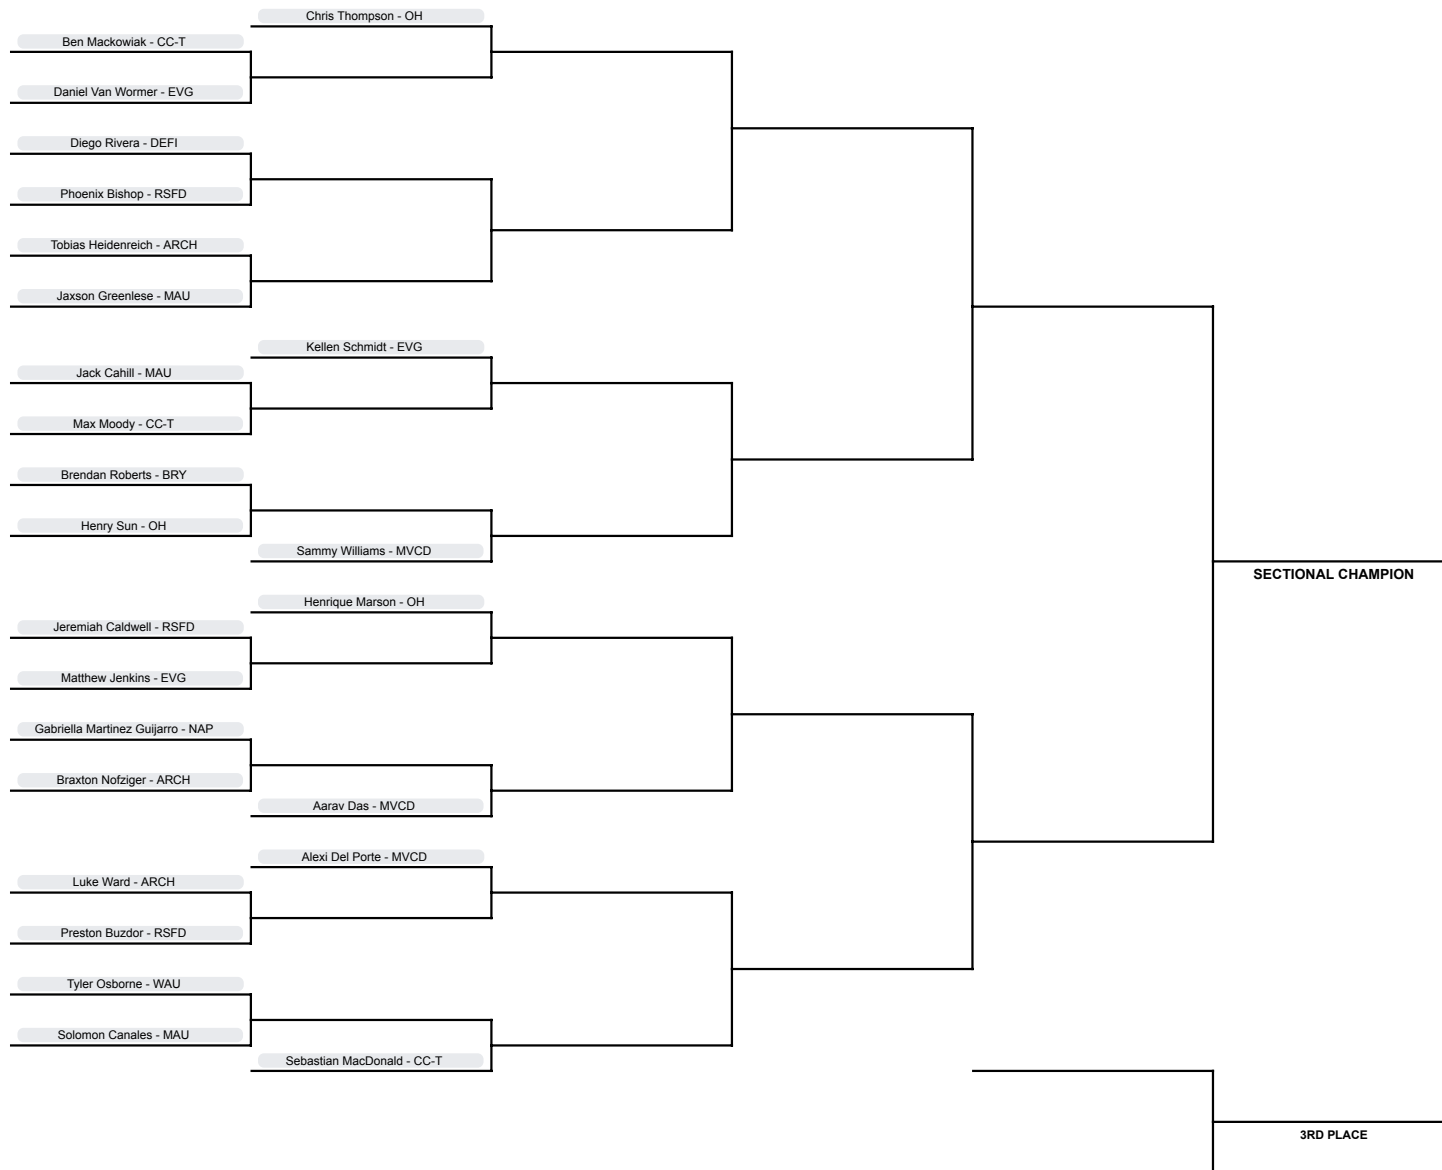 Chris Thompson - OH
Ben Mackowiak - CC-T
Daniel Van Wormer - EVG
Diego Rivera - DEFI
Phoenix Bishop - RSFD
Tobias Heidenreich - ARCH
Jaxson Greenlese - MAU
Kellen Schmidt - EVG
Jack Cahill - MAU
Max Moody - CC-T
Brendan Roberts - BRY
Henry Sun - OH
Sammy Williams - MVCD
SECTIONAL CHAMPION
Henrique Marson - OH
Jeremiah Caldwell - RSFD
Matthew Jenkins - EVG
Gabriella Martinez Guijarro - NAP
Braxton Nofziger - ARCH
Aarav Das - MVCD
Alexi Del Porte - MVCD
Luke Ward - ARCH
Preston Buzdor - RSFD
Tyler Osborne - WAU
Solomon Canales - MAU
Sebastian MacDonald - CC-T
3RD PLACE